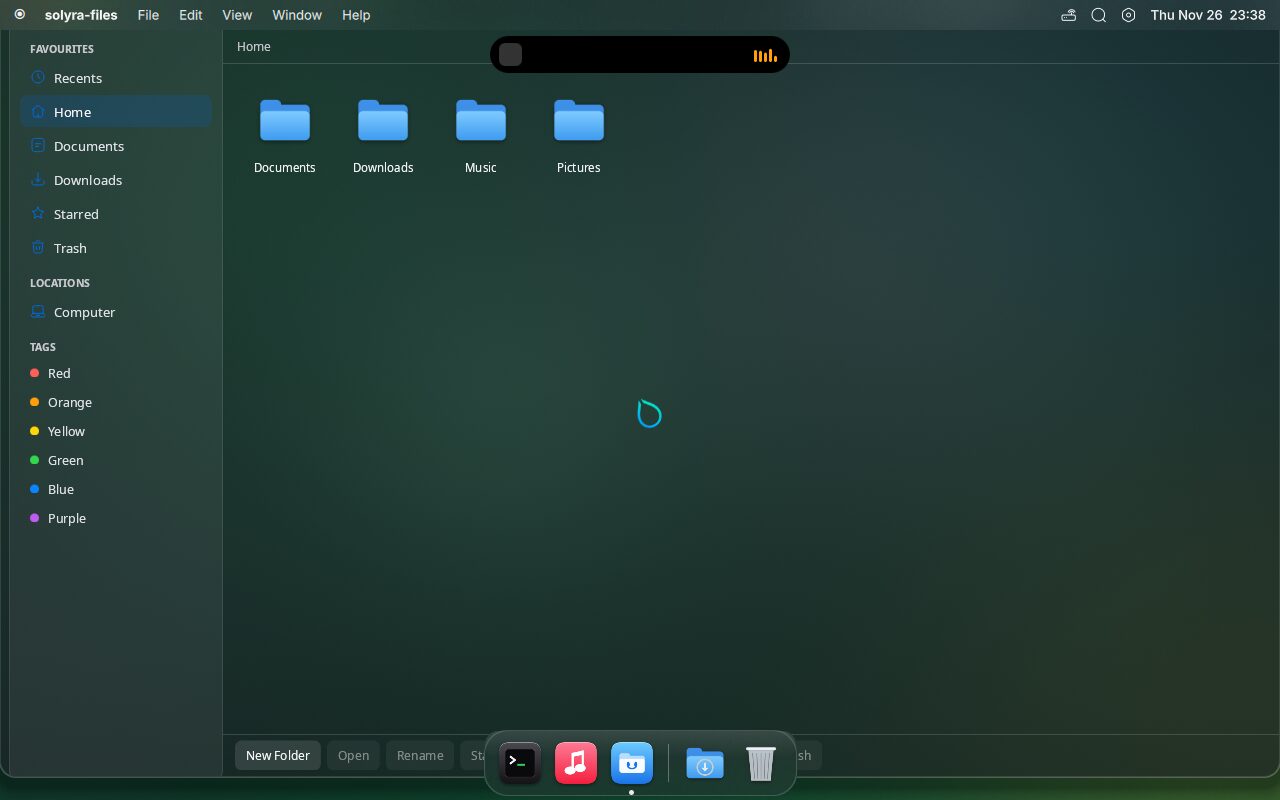 solyra-files File Edit View Window Help Thu Nov 26 23:38
FAVOURITES
Recents
Home
Documents
Downloads
Starred
Trash
LOCATIONS
Computer
TAGS
Red
Orange
Yellow
Green
Blue
Purple
Home
Documents Downloads Music Pictures
New Folder Open Rename